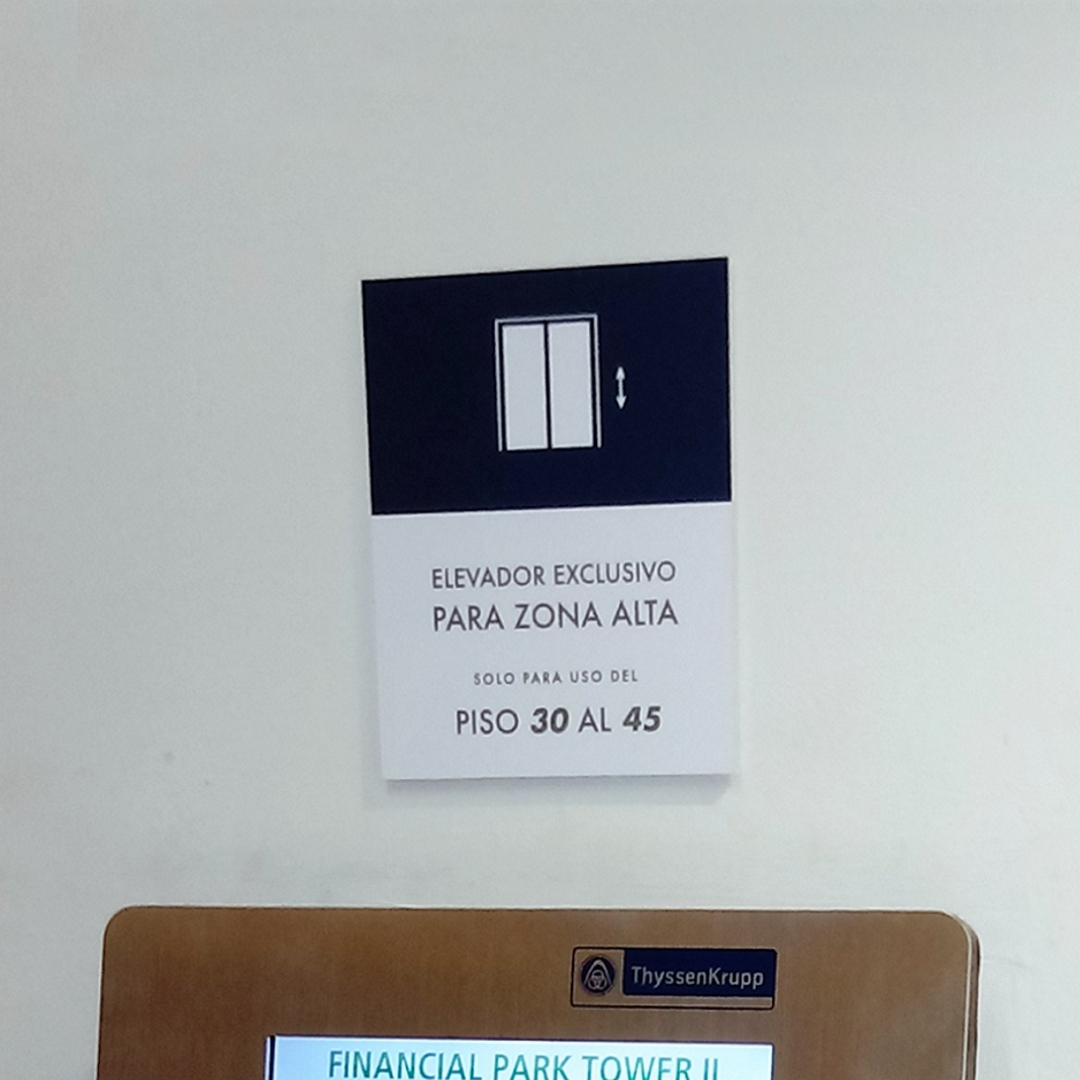 ELEVADOR EXCLUSIVO
PARA ZONA ALTA
SOLO PARA USO DEL
PISO 30 AL 45
ThyssenKrupp
FINANCIAL PARK TOWER II